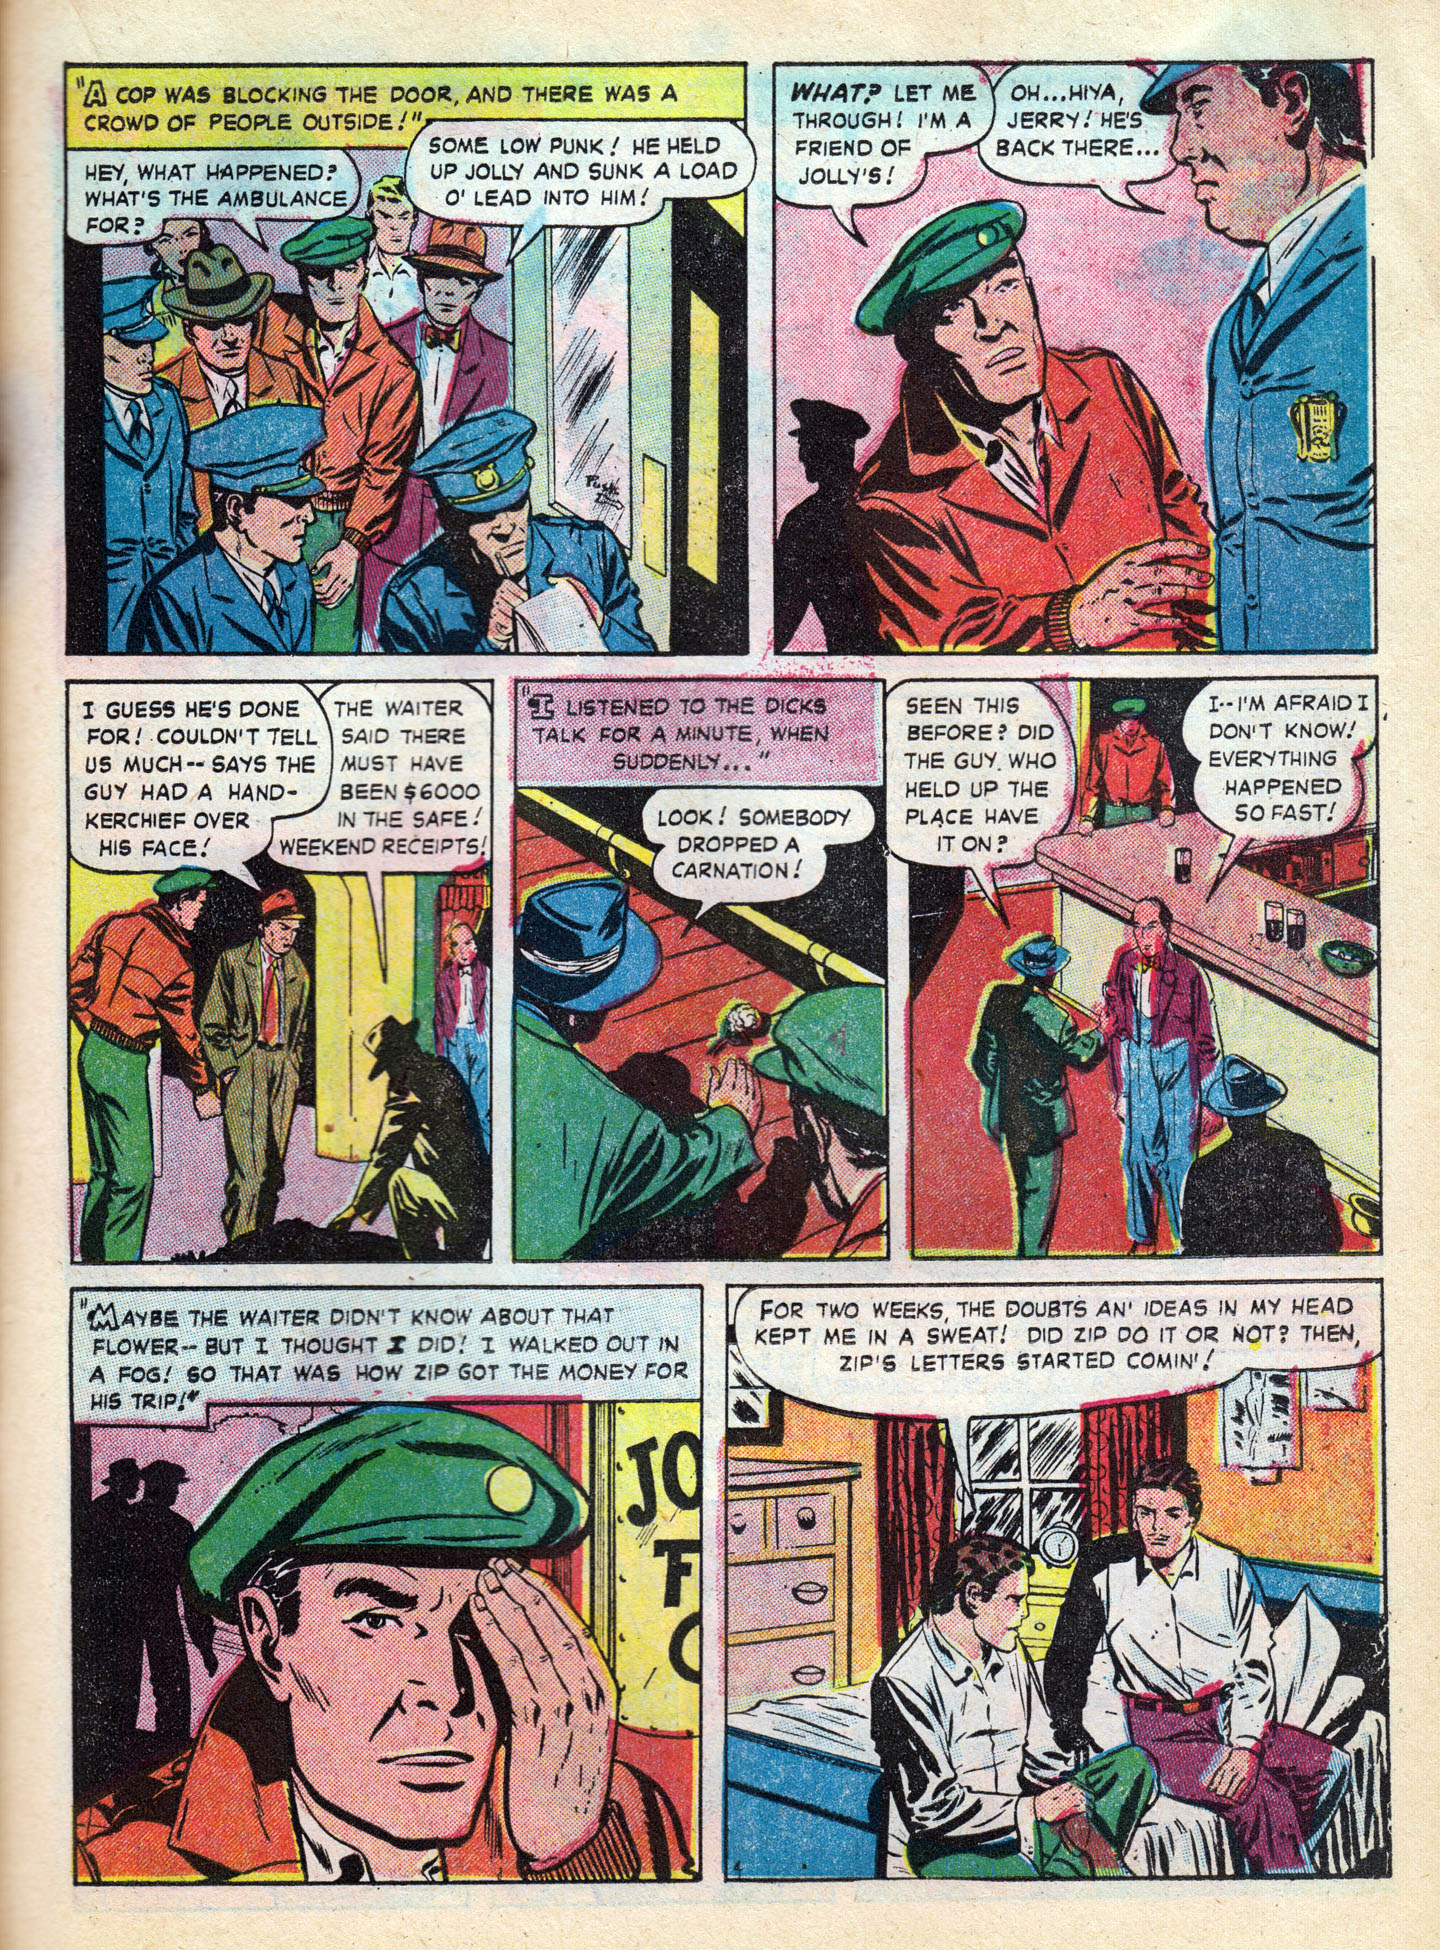 "A COP WAS BLOCKING THE DOOR, AND THERE WAS A
CROWD OF PEOPLE OUTSIDE!"
HEY, WHAT HAPPENED?
WHAT'S THE AMBULANCE
FOR?
SOME LOW PUNK! HE HELD
UP JOLLY AND SUNK A LOAD
O' LEAD INTO HIM!
PUSH
WHAT? LET ME
THROUGH! I'M A
FRIEND OF
JOLLY'S!
OH...HIYA,
JERRY! HE'S
BACK THERE...
I GUESS HE'S DONE
FOR! COULDN'T TELL
US MUCH-- SAYS THE
GUY HAD A HAND-
KERCHIEF OVER
HIS FACE!
THE WAITER
SAID THERE
MUST HAVE
BEEN $6000
IN THE SAFE!
WEEKEND RECEIPTS!
"I LISTENED TO THE DICKS
TALK FOR A MINUTE, WHEN
SUDDENLY..."
LOOK! SOMEBODY
DROPPED A
CARNATION!
SEEN THIS
BEFORE? DID
THE GUY WHO
HELD UP THE
PLACE HAVE
IT ON?
I--I'M AFRAID I
DON'T KNOW!
EVERYTHING
HAPPENED
SO FAST!
"MAYBE THE WAITER DIDN'T KNOW ABOUT THAT
FLOWER-- BUT I THOUGHT I DID! I WALKED OUT IN
A FOG! SO THAT WAS HOW ZIP GOT THE MONEY FOR
HIS TRIP!"
JO
F
C
FOR TWO WEEKS, THE DOUBTS AN' IDEAS IN MY HEAD
KEPT ME IN A SWEAT! DID ZIP DO IT OR NOT? THEN,
ZIP'S LETTERS STARTED COMIN'!